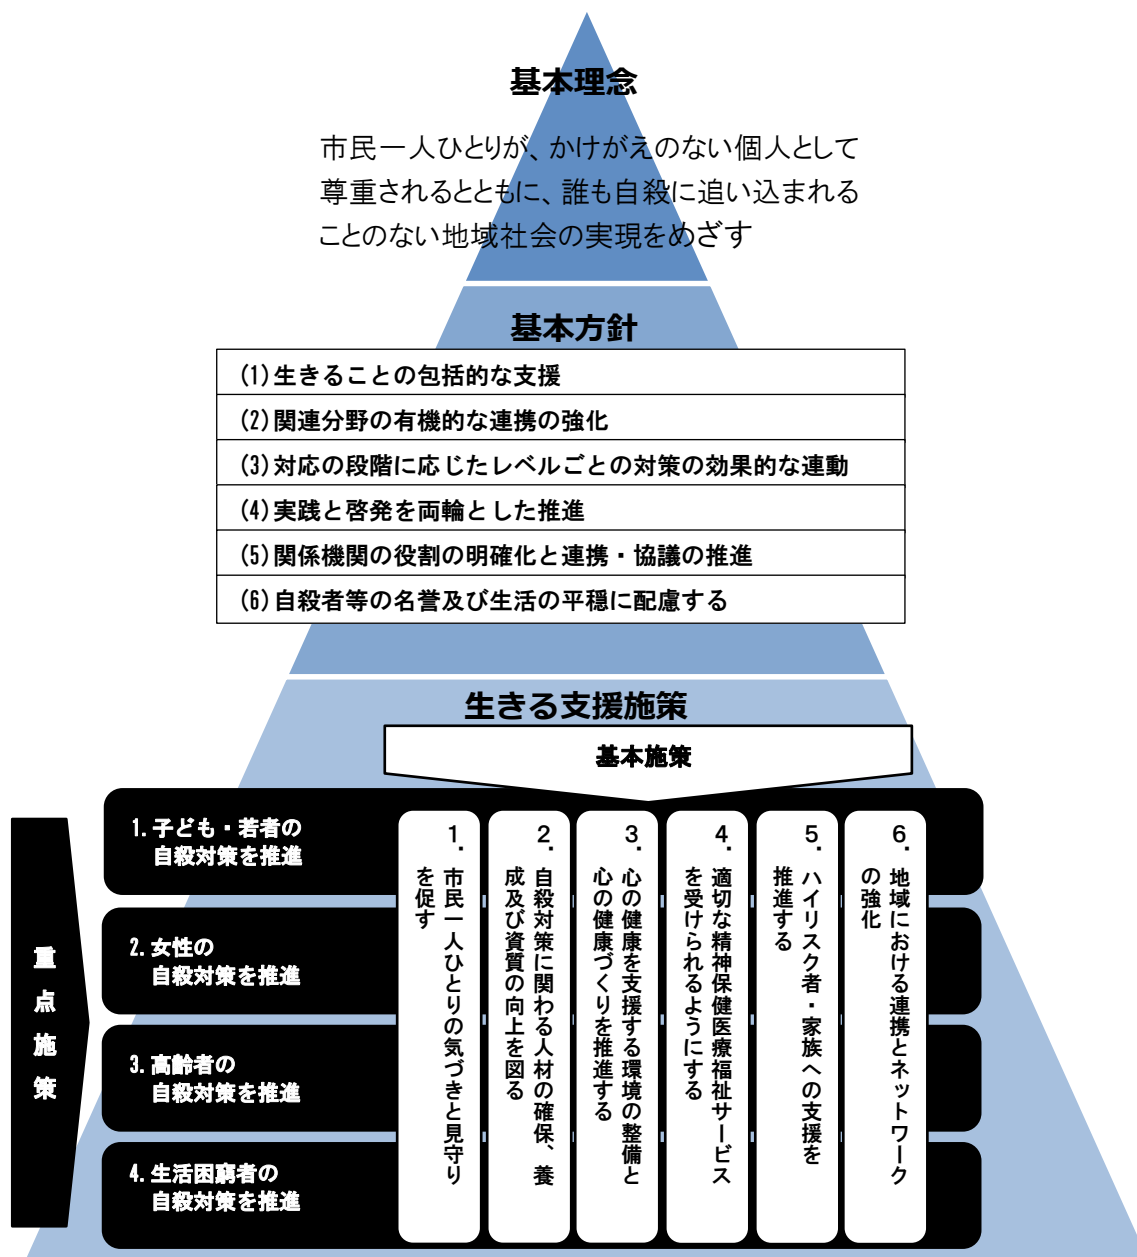 基本理念
市民一人ひとりが、かけがえのない個人として
尊重されるとともに、誰も自殺に追い込まれる
ことのない地域社会の実現をめざす
基本方針
(1)生きることの包括的な支援
(2)関連分野の有機的な連携の強化
(3)対応の段階に応じたレベルごとの対策の効果的な連動
(4)実践と啓発を両輪とした推進
(5)関係機関の役割の明確化と連携・協議の推進
(6)自殺者等の名誉及び生活の平穏に配慮する
生きる支援施策
基本施策
重点施策
1.子ども・若者の
自殺対策を推進
2.女性の
自殺対策を推進
3.高齢者の
自殺対策を推進
4.生活困窮者の
自殺対策を推進
1.市民一人ひとりの気づきと見守り
を促す
2.自殺対策に関わる人材の確保、養
成及び資質の向上を図る
3.心の健康を支援する環境の整備と
心の健康づくりを推進する
4.適切な精神保健医療福祉サービス
を受けられるようにする
5.ハイリスク者・家族への支援を
推進する
6.地域における連携とネットワーク
の強化